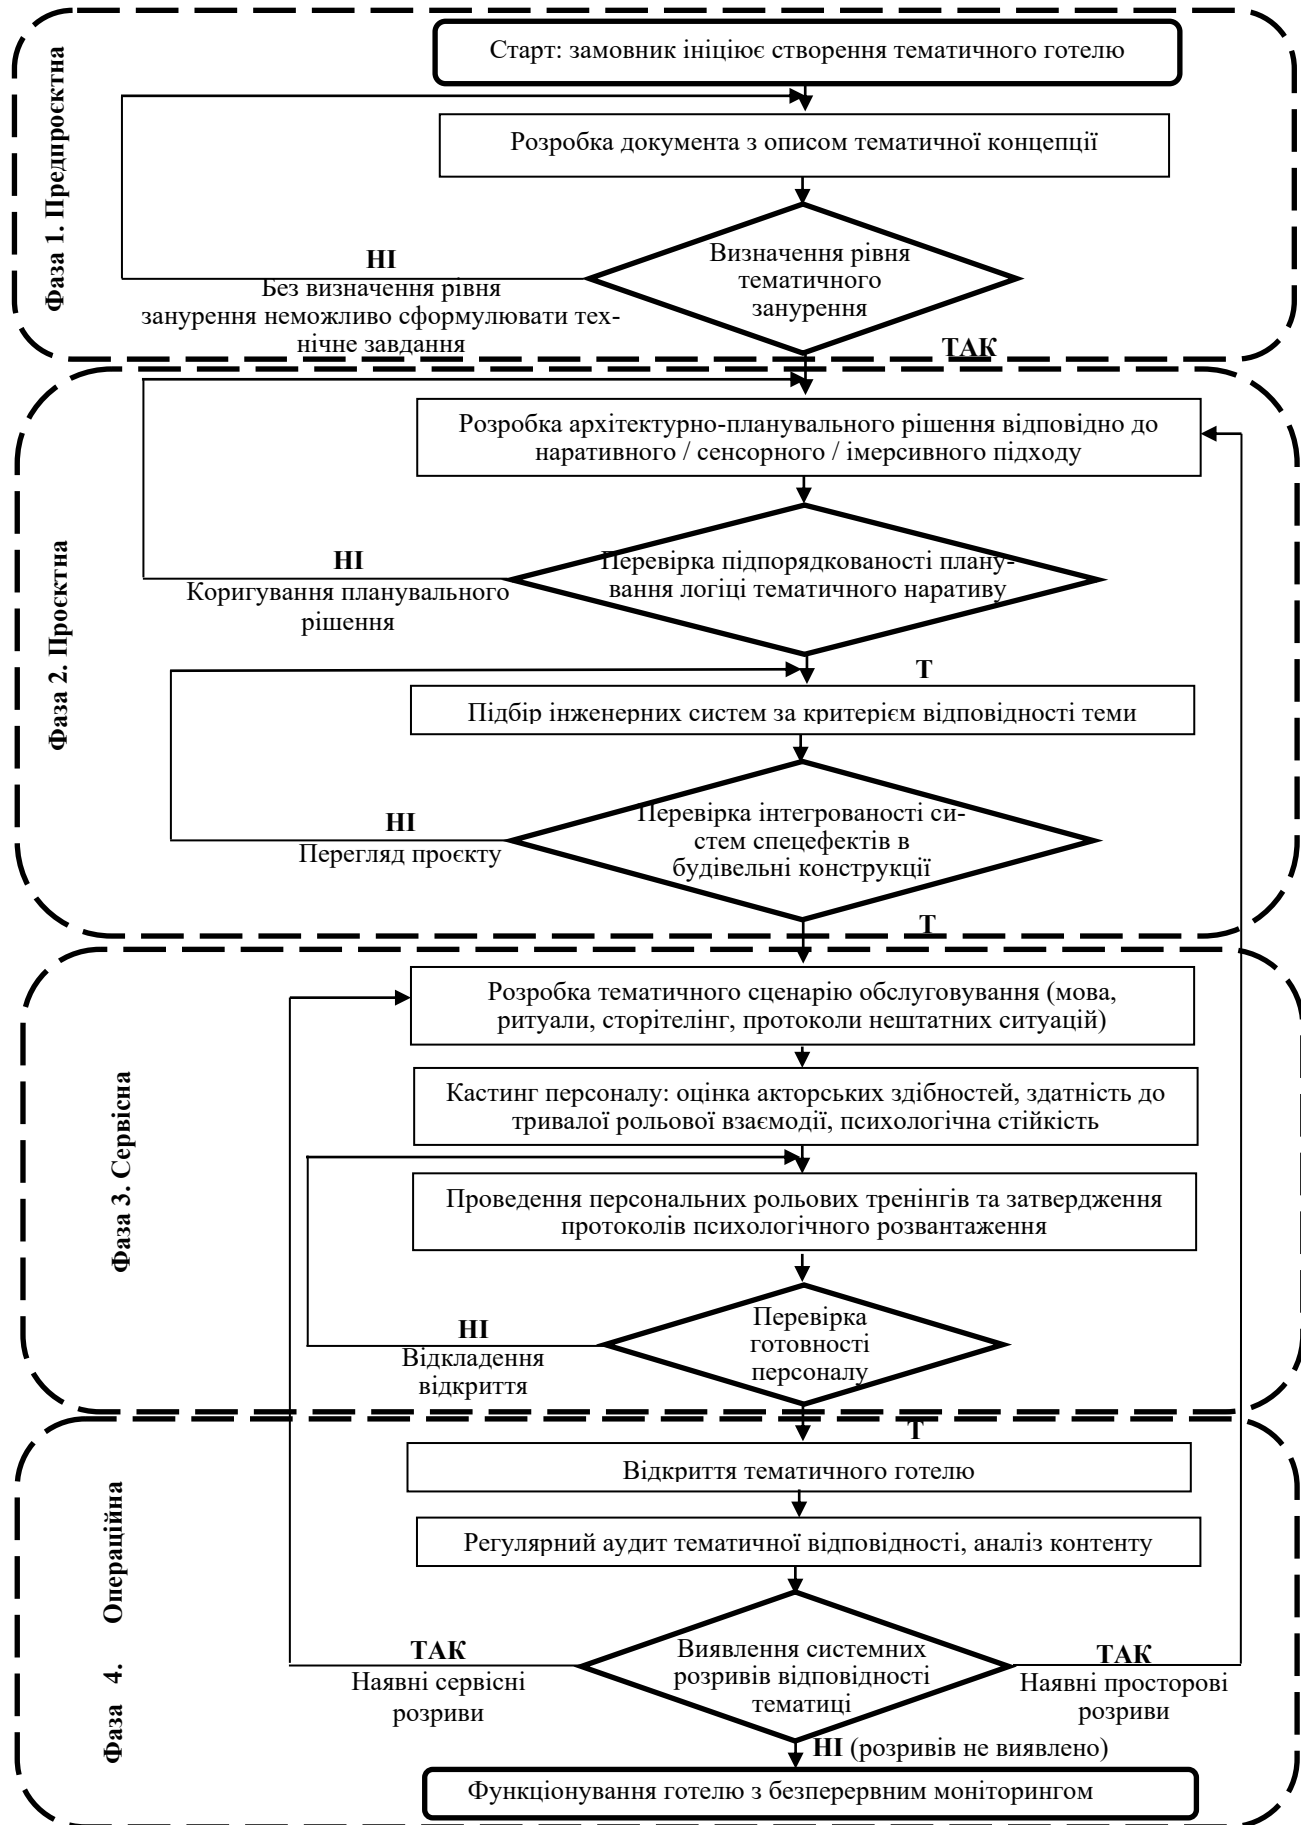 Фаза 1. Предпроєктна
Старт: замовник ініціює створення тематичного готелю
Розробка документа з описом тематичної концепції
Визначення рівня
тематичного
занурення
НІ
Без визначення рівня
занурення неможливо сформулювати тех-
нічне завдання
ТАК
Фаза 2. Проєктна
Розробка архітектурно-планувального рішення відповідно до
наративного / сенсорного / імерсивного підходу
Перевірка підпорядкованості плану-
вання логіці тематичного наративу
НІ
Коригування планувального
рішення
Т
Підбір інженерних систем за критерієм відповідності теми
Перевірка інтегрованості си-
стем спецефектів в
будівельні конструкції
НІ
Перегляд проєкту
Т
Фаза 3. Сервісна
Розробка тематичного сценарію обслуговування (мова,
ритуали, сторітелінг, протоколи нештатних ситуацій)
Кастинг персоналу: оцінка акторських здібностей, здатність до
тривалої рольової взаємодії, психологічна стійкість
Проведення персональних рольових тренінгів та затвердження
протоколів психологічного розвантаження
Перевірка
готовності
персоналу
НІ
Відкладення
відкриття
Т
Фаза 4. Операційна
Відкриття тематичного готелю
Регулярний аудит тематичної відповідності, аналіз контенту
Виявлення системних
розривів відповідності
тематиці
ТАК
Наявні сервісні
розриви
ТАК
Наявні просторові
розриви
НІ (розривів не виявлено)
Функціонування готелю з безперервним моніторингом